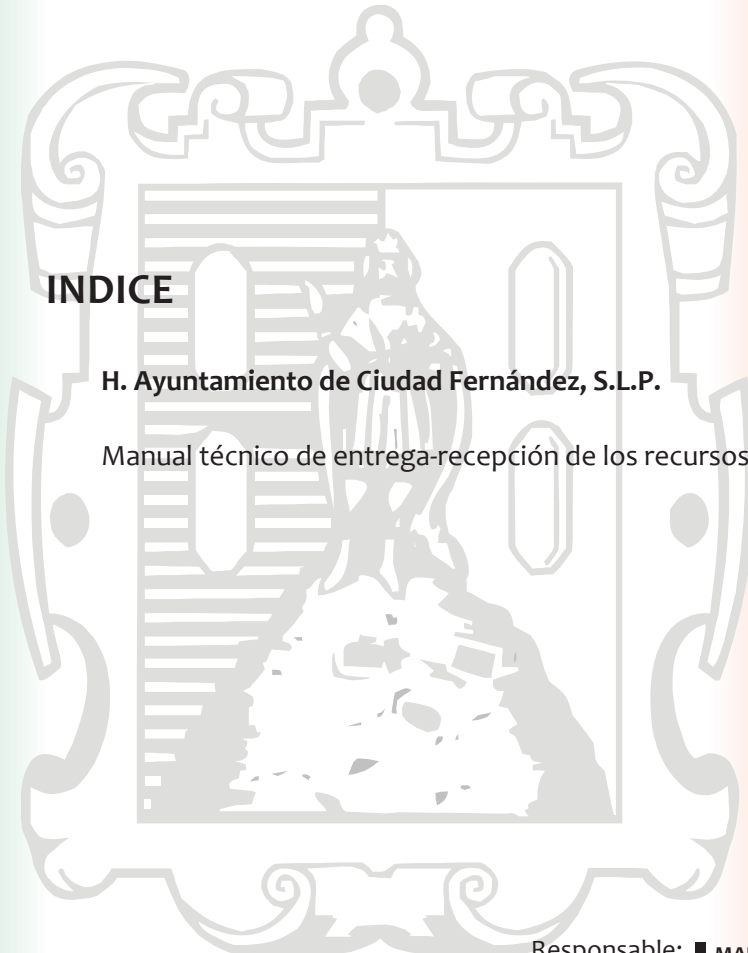 INDICE
H. Ayuntamiento de Ciudad Fernández, S.L.P.
Manual técnico de entrega-recepción de los recursos
Responsable: